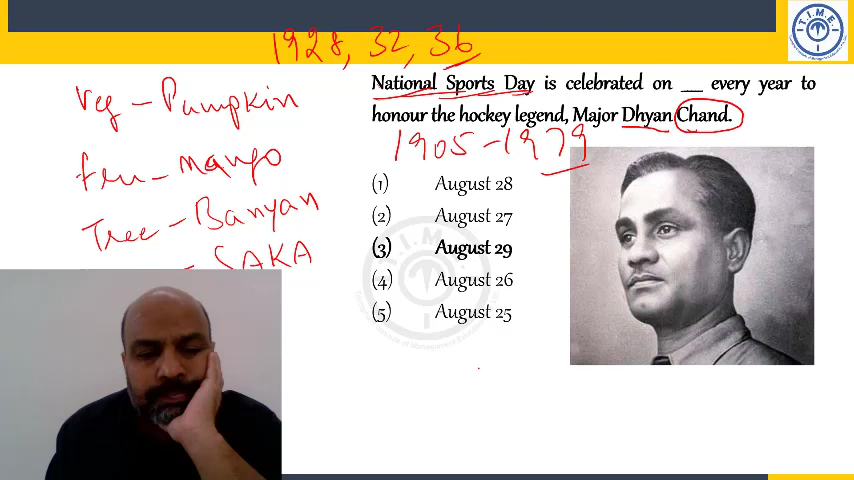 1928, 32, 36
T.I.M.E.
National Sports Day is celebrated on ___ every year to
honour the hockey legend, Major Dhyan Chand.
1905-1979
(1) August 28
(2) August 27
(3) August 29
(4) August 26
(5) August 25
Veg - Pumpkin
- Mango
Tree - Banyan
- SAKA